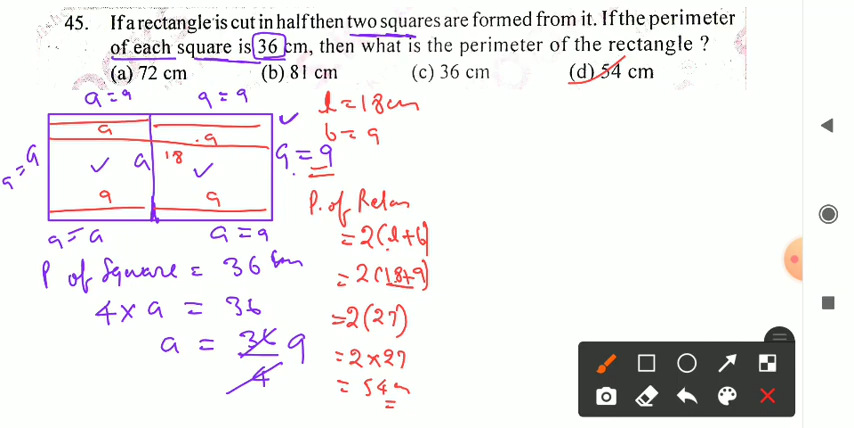 45. If a rectangle is cut in half then two squares are formed from it. If the perimeter
of each square is 36 cm, then what is the perimeter of the rectangle ?
(a) 72 cm (b) 81 cm (c) 36 cm (d) 54 cm
a = 9 9 = 9
l = 18 cm
b = 9
a
9
9 = a
a 18
a = 9
9 9
P. of Rectan
9 = a a = 9
= 2(l+b)
P of Square = 36 cm
= 2(18+9)
4 x a = 36
= 2(27)
a = 36 9
4
= 2 x 27
= 54
=